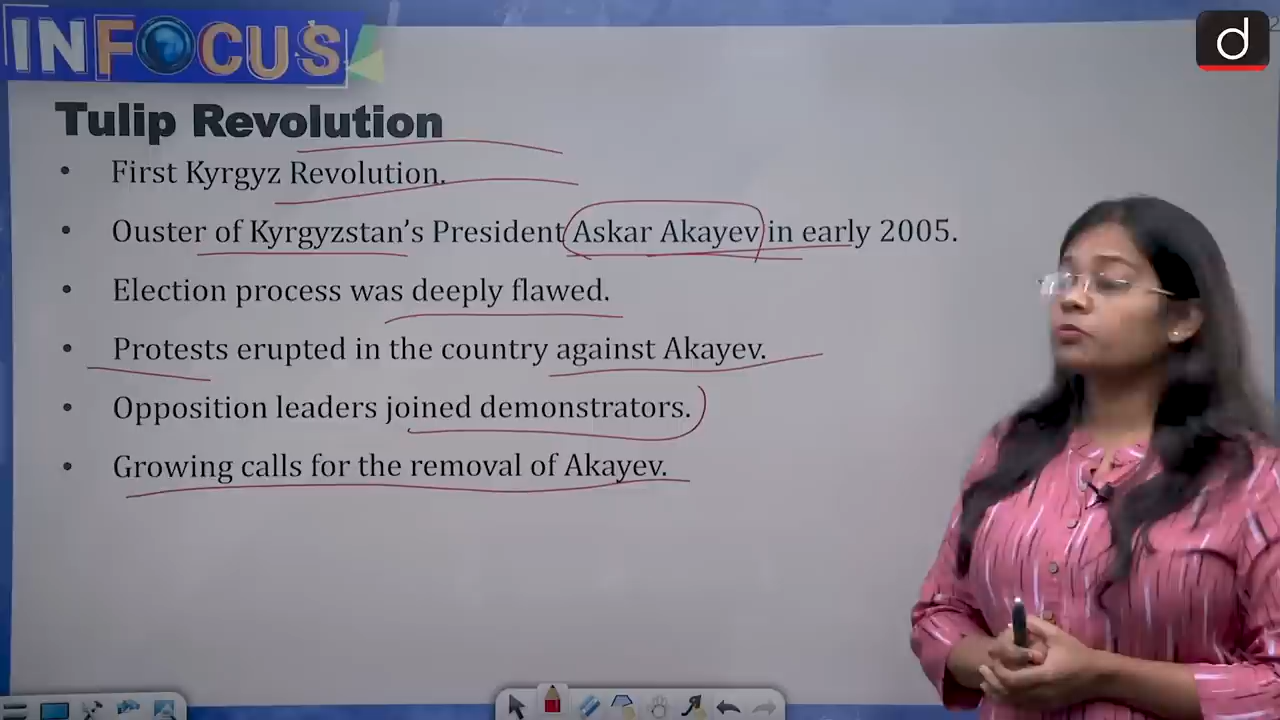 INFOCUS
d
2
Tulip Revolution
• First Kyrgyz Revolution.
• Ouster of Kyrgyzstan's President Askar Akayev in early 2005.
• Election process was deeply flawed.
• Protests erupted in the country against Akayev.
• Opposition leaders joined demonstrators.
• Growing calls for the removal of Akayev.